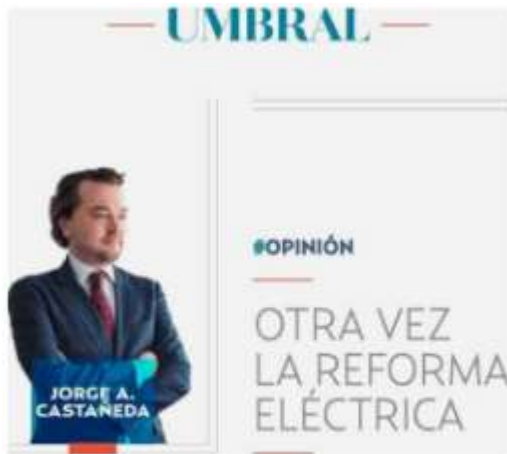 UMBRAL
#OPINIÓN
OTRA VEZ
LA REFORMA
ELÉCTRICA
JORGE A.
CASTAÑEDA